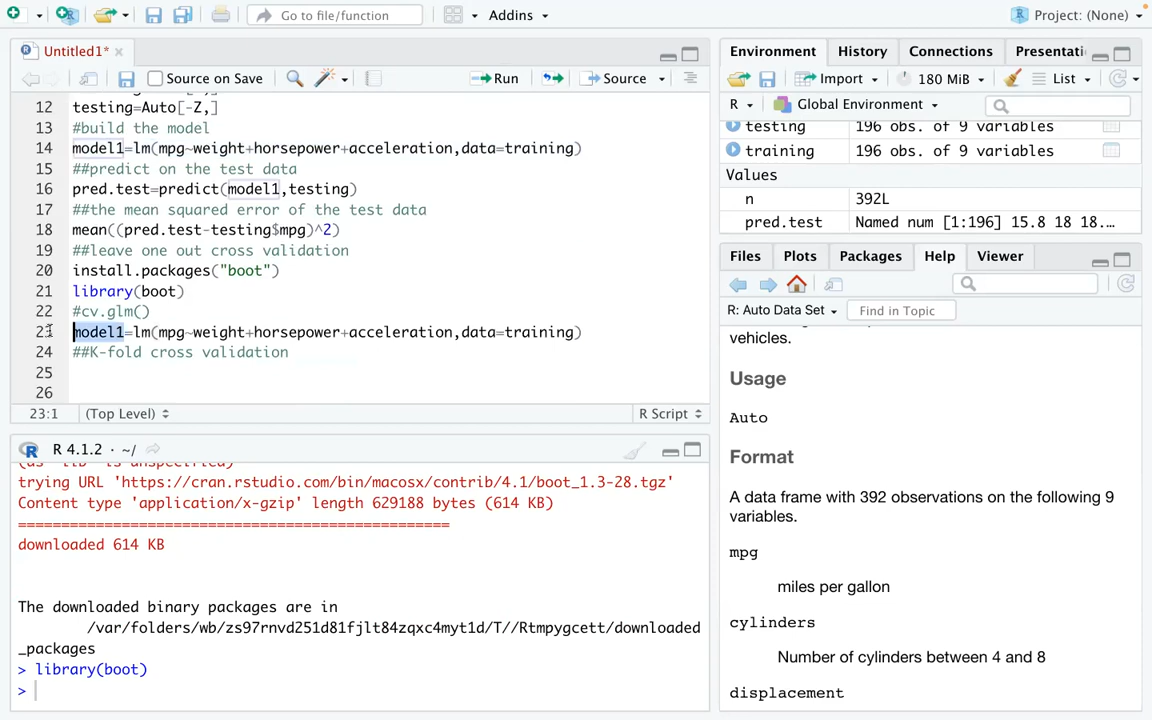 Go to file/function
Addins
Project: (None)
Untitled1*
Source on Save
Run
Source
12 testing=Auto[-Z,]
13 #build the model
14 model1=lm(mpg~weight+horsepower+acceleration,data=training)
15 ##predict on the test data
16 pred.test=predict(model1,testing)
17 ##the mean squared error of the test data
18 mean((pred.test-testing$mpg)^2)
19 ##leave one out cross validation
20 install.packages("boot")
21 library(boot)
22 #cv.glm()
23 model1=lm(mpg~weight+horsepower+acceleration,data=training)
24 ##K-fold cross validation
25
26
23:1 (Top Level) R Script
R 4.1.2 · ~/
(as 'lib' is unspecified)
trying URL 'https://cran.rstudio.com/bin/macosx/contrib/4.1/boot_1.3-28.tgz'
Content type 'application/x-gzip' length 629188 bytes (614 KB)
==================================================
downloaded 614 KB
The downloaded binary packages are in
/var/folders/wb/zs97rnvd251d81fjlt84zqxc4myt1d/T//Rtmpygcett/downloaded
_packages
> library(boot)
>
Environment History Connections
Import 180 MiB List
R Global Environment
testing 196 obs. of 9 variables
training 196 obs. of 9 variables
Values
n 392L
pred.test Named num [1:196] 15.8 18 18.…
Files Plots Packages Help Viewer
R: Auto Data Set Find in Topic
vehicles.
Usage
Auto
Format
A data frame with 392 observations on the following 9
variables.
mpg
miles per gallon
cylinders
Number of cylinders between 4 and 8
displacement